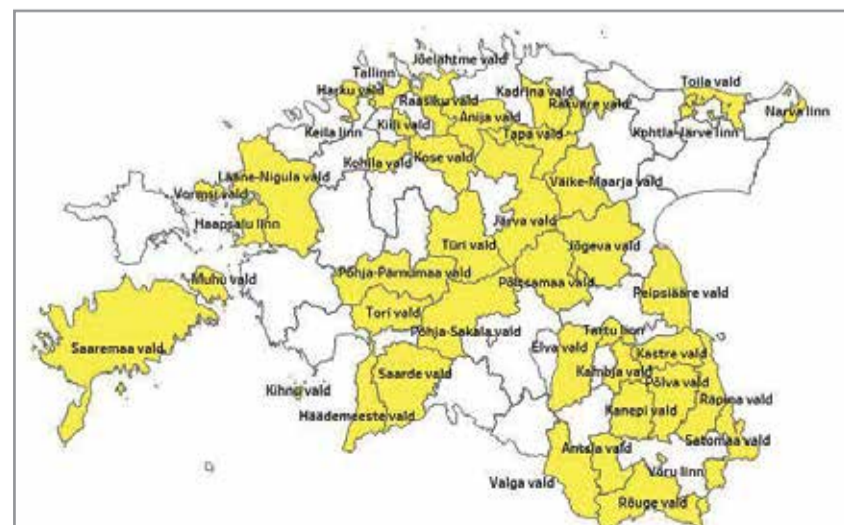 Jõelähtme vald
Tallinn
Harku vald
Kadrina vald
Toila vald
Raasiku vald
Rakvere vald
Narva linn
Anija vald
Keila linn
Kiili vald
Tapa vald
Kohtla-Järve linn
Kohila vald
Kose vald
Lääne-Nigula vald
Väike-Maarja vald
Vormsi vald
Haapsalu linn
Järva vald
Türi vald
Jõgeva vald
Muhu vald
Põhja-Pärnumaa vald
Põltsamaa vald
Peipsiääre vald
Tori vald
Põhja-Sakala vald
Tartu linn
Saaremaa vald
Elva vald
Kastre vald
Kambja vald
Saarde vald
Põlva vald
Kihnu vald
Räpina vald
Häädemeeste vald
Kanepi vald
Setomaa vald
Antsla vald
Võru linn
Valga vald
Rõuge vald